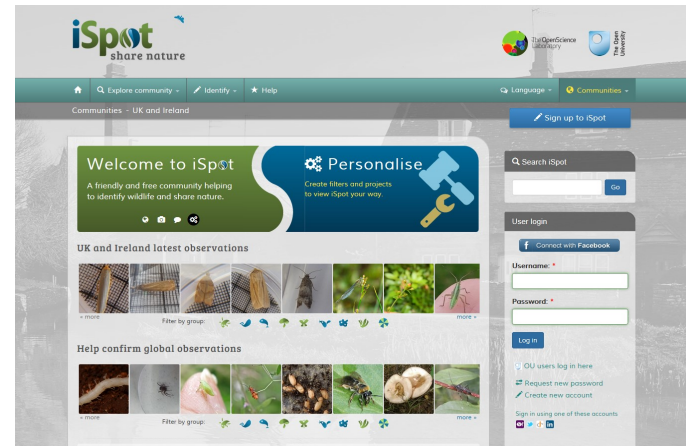 iSpot
share nature
The OpenScience
Laboratory
The Open
University
Explore community
Identify
Help
Language
Communities
Communities - UK and Ireland
Sign up to iSpot
Welcome to iSpot
A friendly and free community helping
to identify wildlife and share nature.
Personalise
Create filters and projects
to view iSpot your way.
Search iSpot
Go
UK and Ireland latest observations
« more
Filter by group:
more »
Help confirm global observations
« more
Filter by group:
more »
User login
f Connect with Facebook
Username: *
Password: *
Log in
OU users log in here
Request new password
Create new account
Sign in using one of these accounts
in